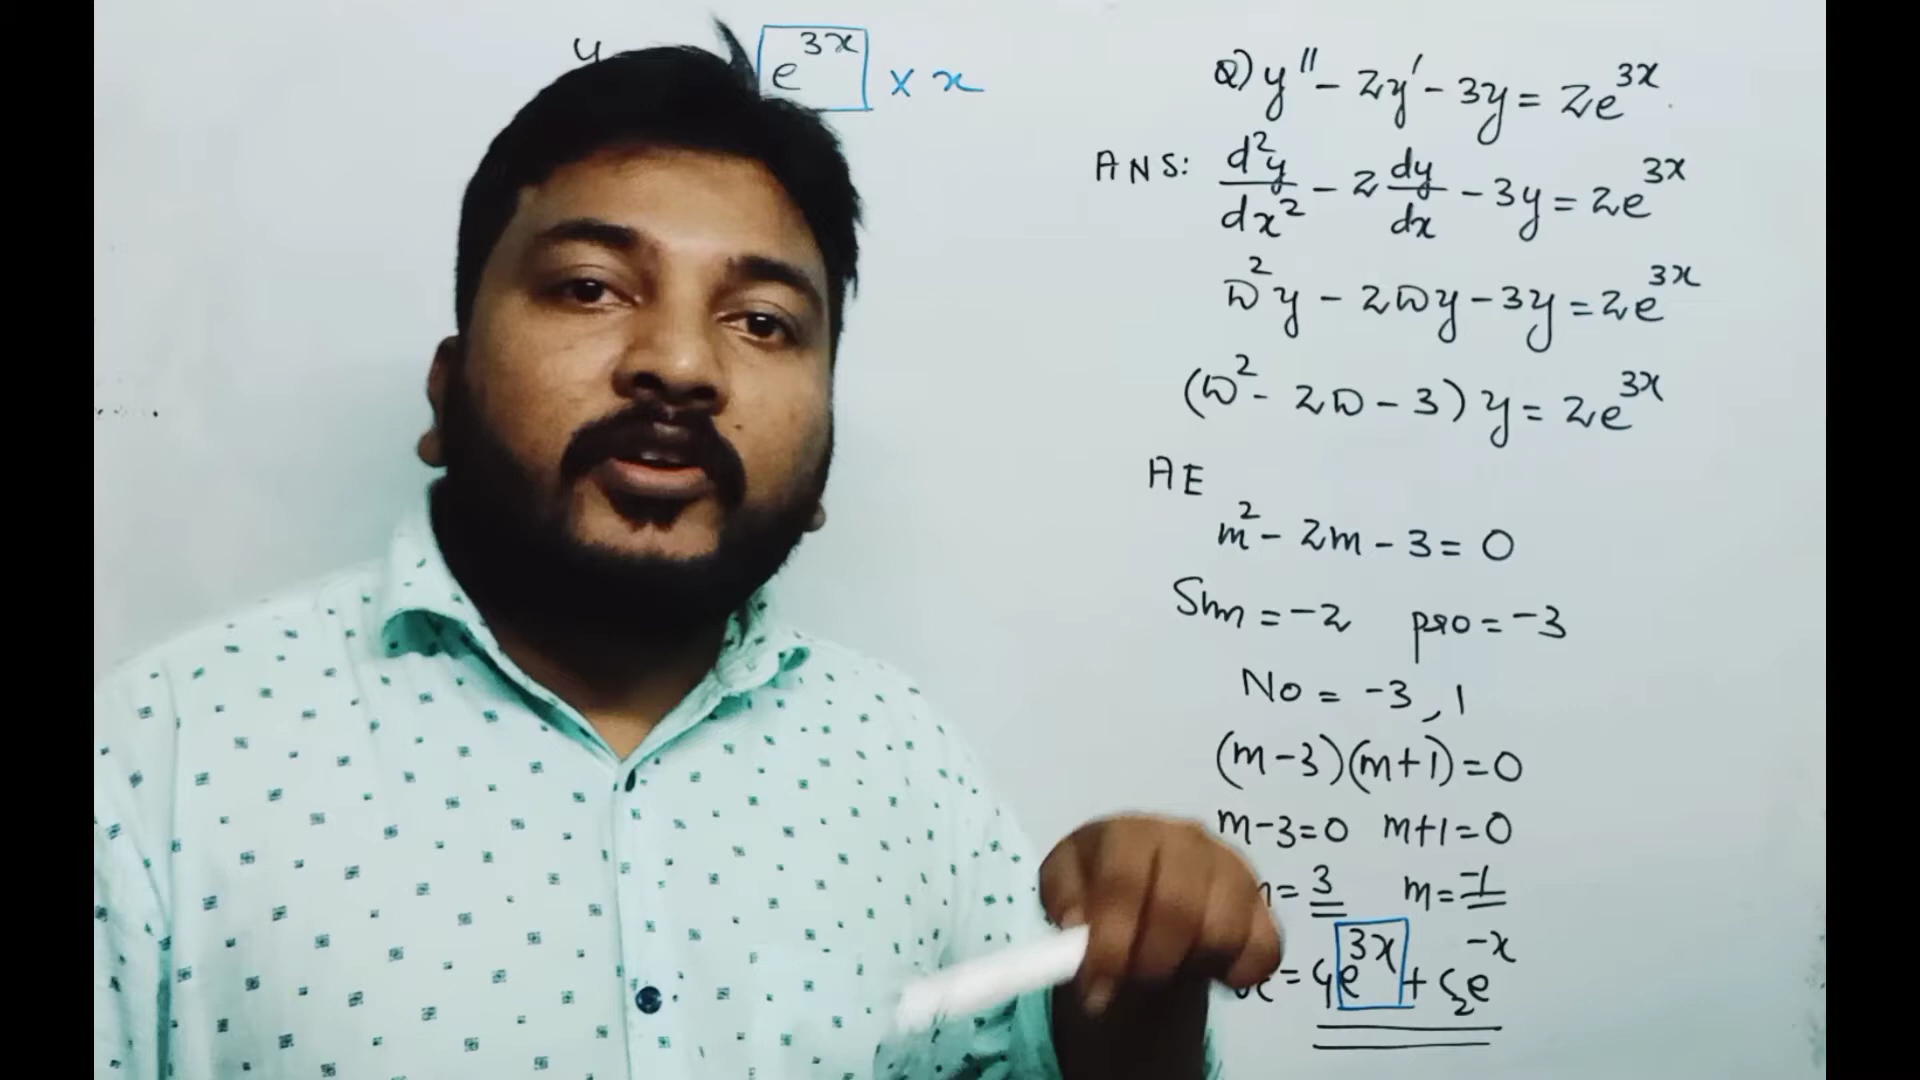 y e^{3x} × x
Q) y'' - 2y' - 3y = 2e^{3x}
ANS: d²y/dx² - 2 dy/dx - 3y = 2e^{3x}
D²y - 2Dy - 3y = 2e^{3x}
(D² - 2D - 3) y = 2e^{3x}
AE
m² - 2m - 3 = 0
Sum = -2 pro = -3
No = -3, 1
(m-3)(m+1) = 0
m-3=0 m+1=0
= 3 m = -1
= C₁e^{3x} + C₂e^{-x}